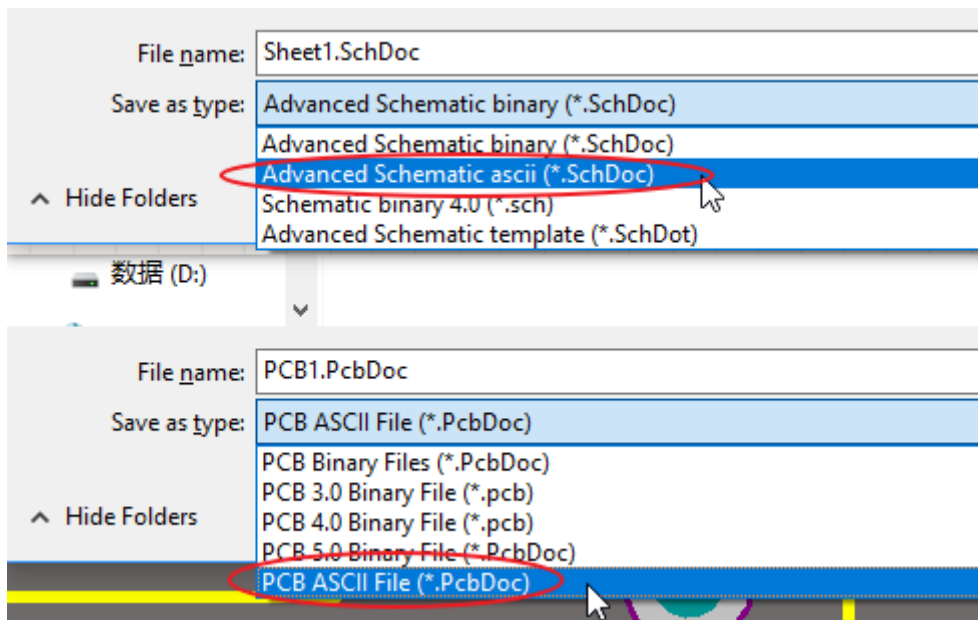 File name: Sheet1.SchDoc
Save as type: Advanced Schematic binary (*.SchDoc)
Advanced Schematic binary (*.SchDoc)
Advanced Schematic ascii (*.SchDoc)
Hide Folders
Schematic binary 4.0 (*.sch)
Advanced Schematic template (*.SchDot)
数据 (D:)
File name: PCB1.PcbDoc
Save as type: PCB ASCII File (*.PcbDoc)
PCB Binary Files (*.PcbDoc)
PCB 3.0 Binary File (*.pcb)
Hide Folders
PCB 4.0 Binary File (*.pcb)
PCB 5.0 Binary File (*.PcbDoc)
PCB ASCII File (*.PcbDoc)